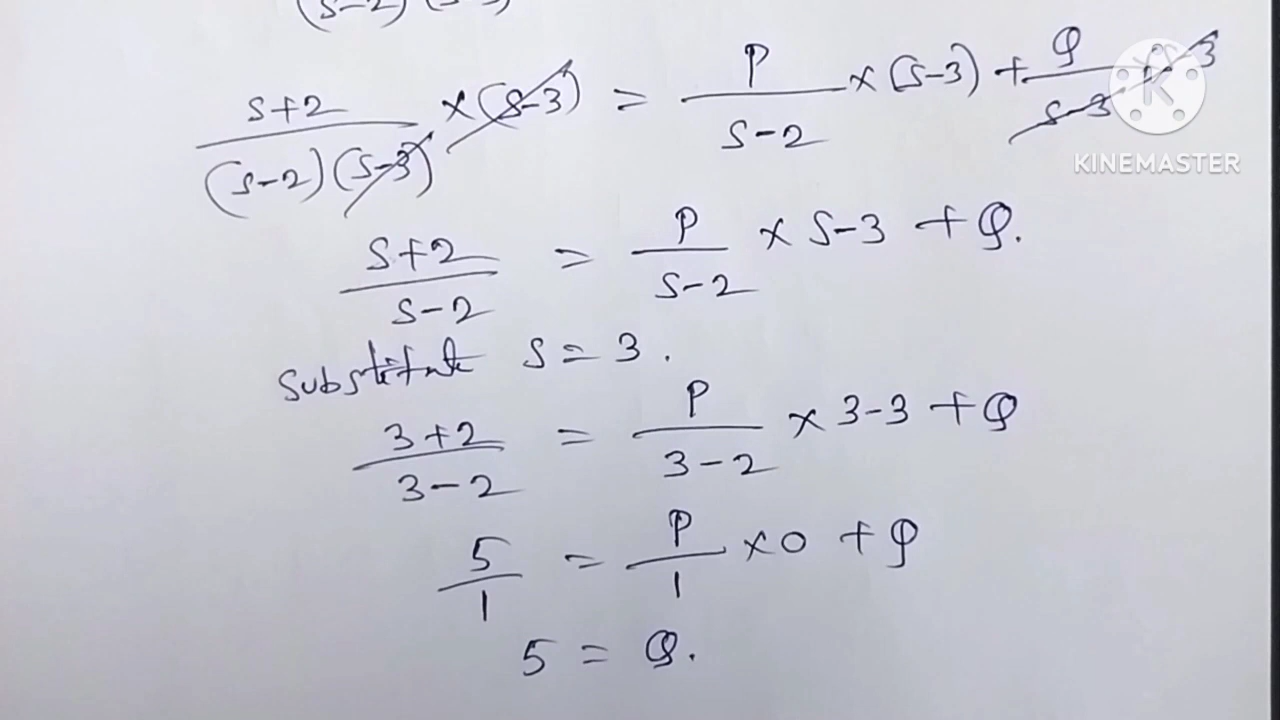 (s-2)(s-3)
s+2/(s-2)(s-3) × (s-3) = P/s-2 × (s-3) + Q/s-3
KINEMASTER
s+2/s-2 = P/s-2 × s-3 + Q.
substitute s = 3.
3+2/3-2 = P/3-2 × 3-3 + Q
5/1 = P/1 × 0 + Q
5 = Q.